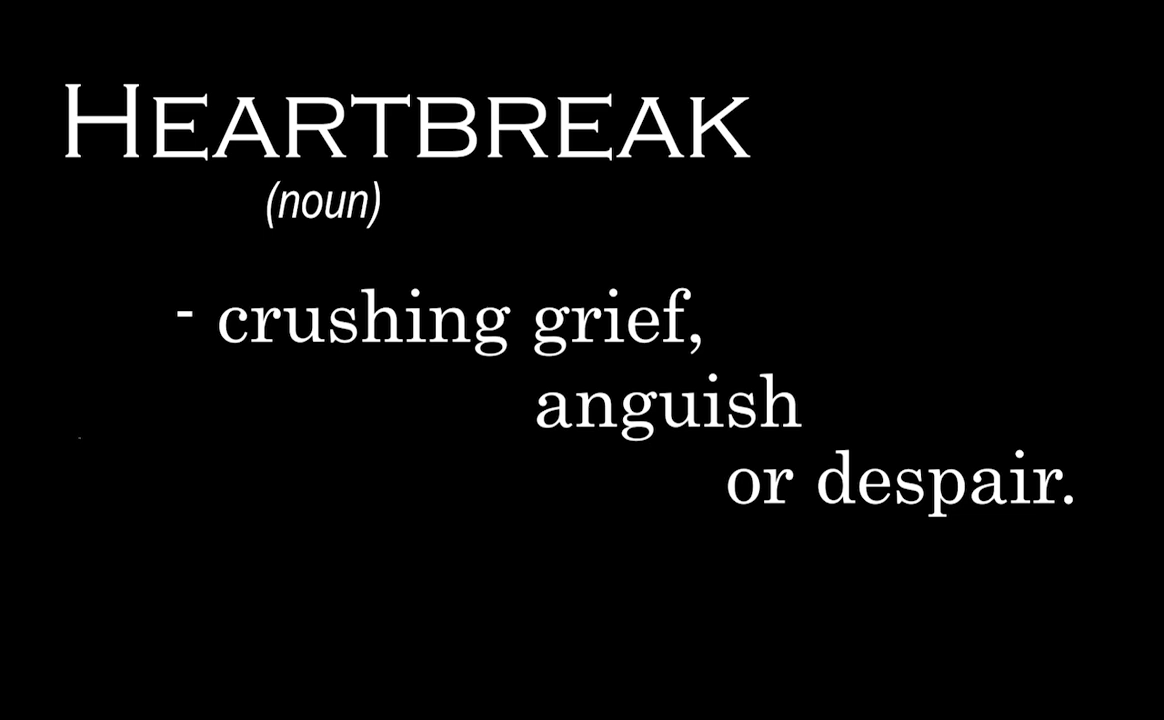 HEARTBREAK
(noun)
- crushing grief,
anguish
or despair.